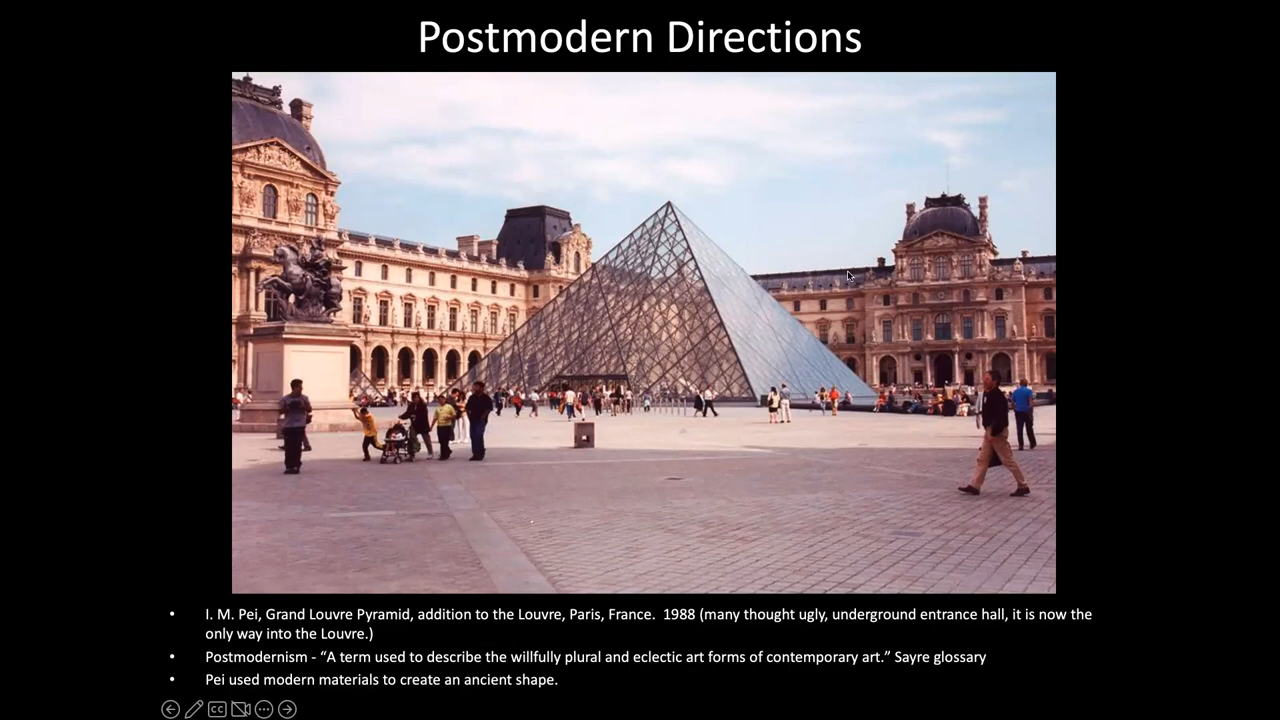 Postmodern Directions
• I. M. Pei, Grand Louvre Pyramid, addition to the Louvre, Paris, France.  1988 (many thought ugly, underground entrance hall, it is now the
only way into the Louvre.)
• Postmodernism - “A term used to describe the willfully plural and eclectic art forms of contemporary art.” Sayre glossary
• Pei used modern materials to create an ancient shape.
CC